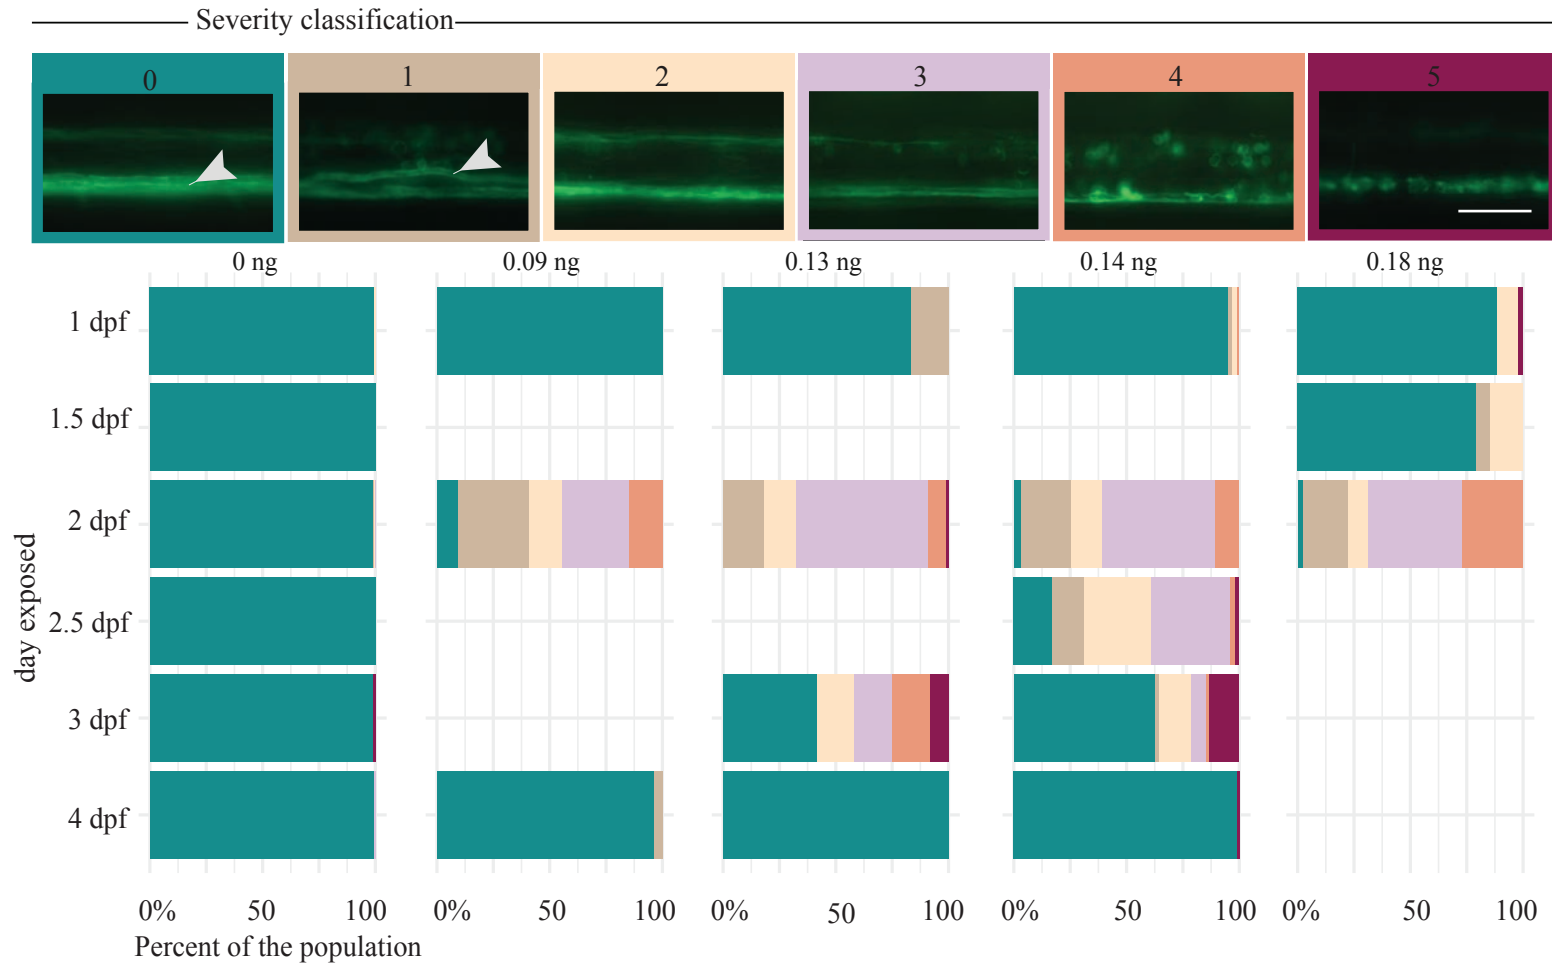 Severity classification
0 1 2 3 4 5
0 ng 0.09 ng 0.13 ng 0.14 ng 0.18 ng
1 dpf
1.5 dpf
2 dpf
2.5 dpf
3 dpf
4 dpf
day exposed
0% 50 100 0% 50 100 0% 50 100 0% 50 100 0% 50 100
Percent of the population